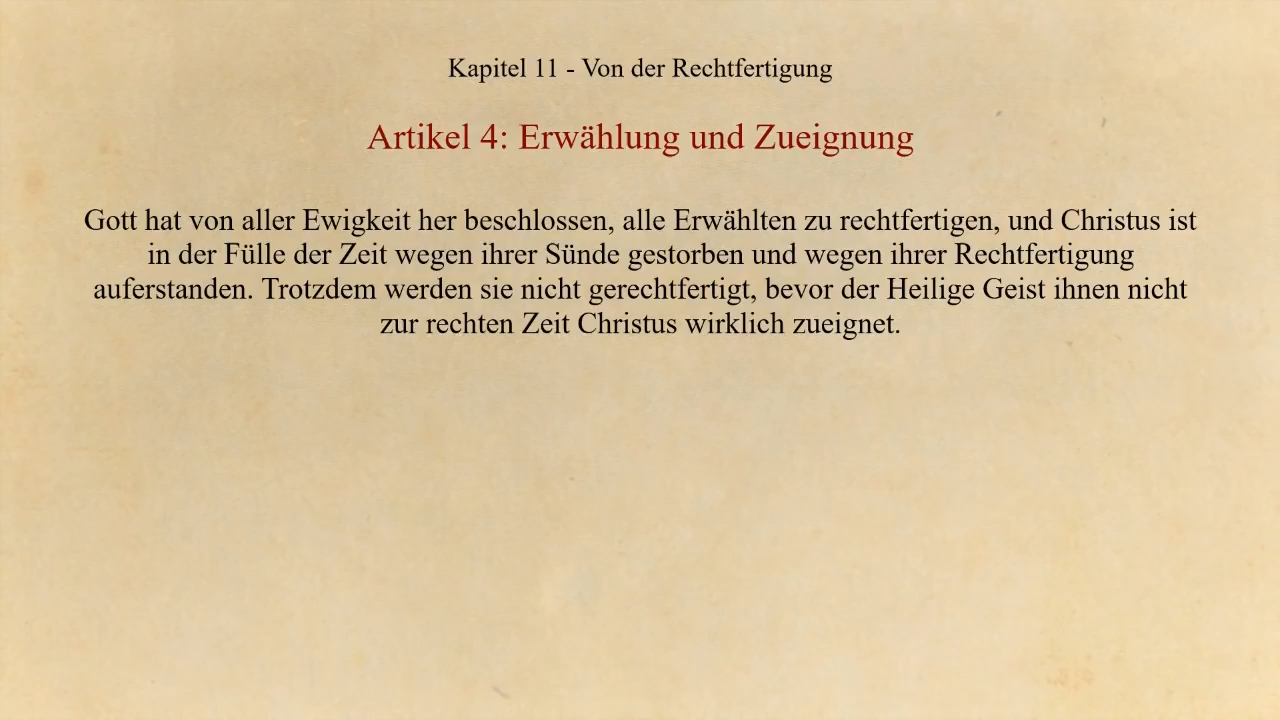 Kapitel 11 - Von der Rechtfertigung
Artikel 4: Erwählung und Zueignung
Gott hat von aller Ewigkeit her beschlossen, alle Erwählten zu rechtfertigen, und Christus ist
in der Fülle der Zeit wegen ihrer Sünde gestorben und wegen ihrer Rechtfertigung
auferstanden. Trotzdem werden sie nicht gerechtfertigt, bevor der Heilige Geist ihnen nicht
zur rechten Zeit Christus wirklich zueignet.